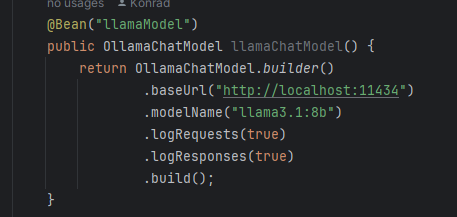 no usages Konrad
@Bean("llamaModel")
public OllamaChatModel llamaChatModel() {
return OllamaChatModel.builder()
.baseUrl("http://localhost:11434")
.modelName("llama3.1:8b")
.logRequests(true)
.logResponses(true)
.build();
}